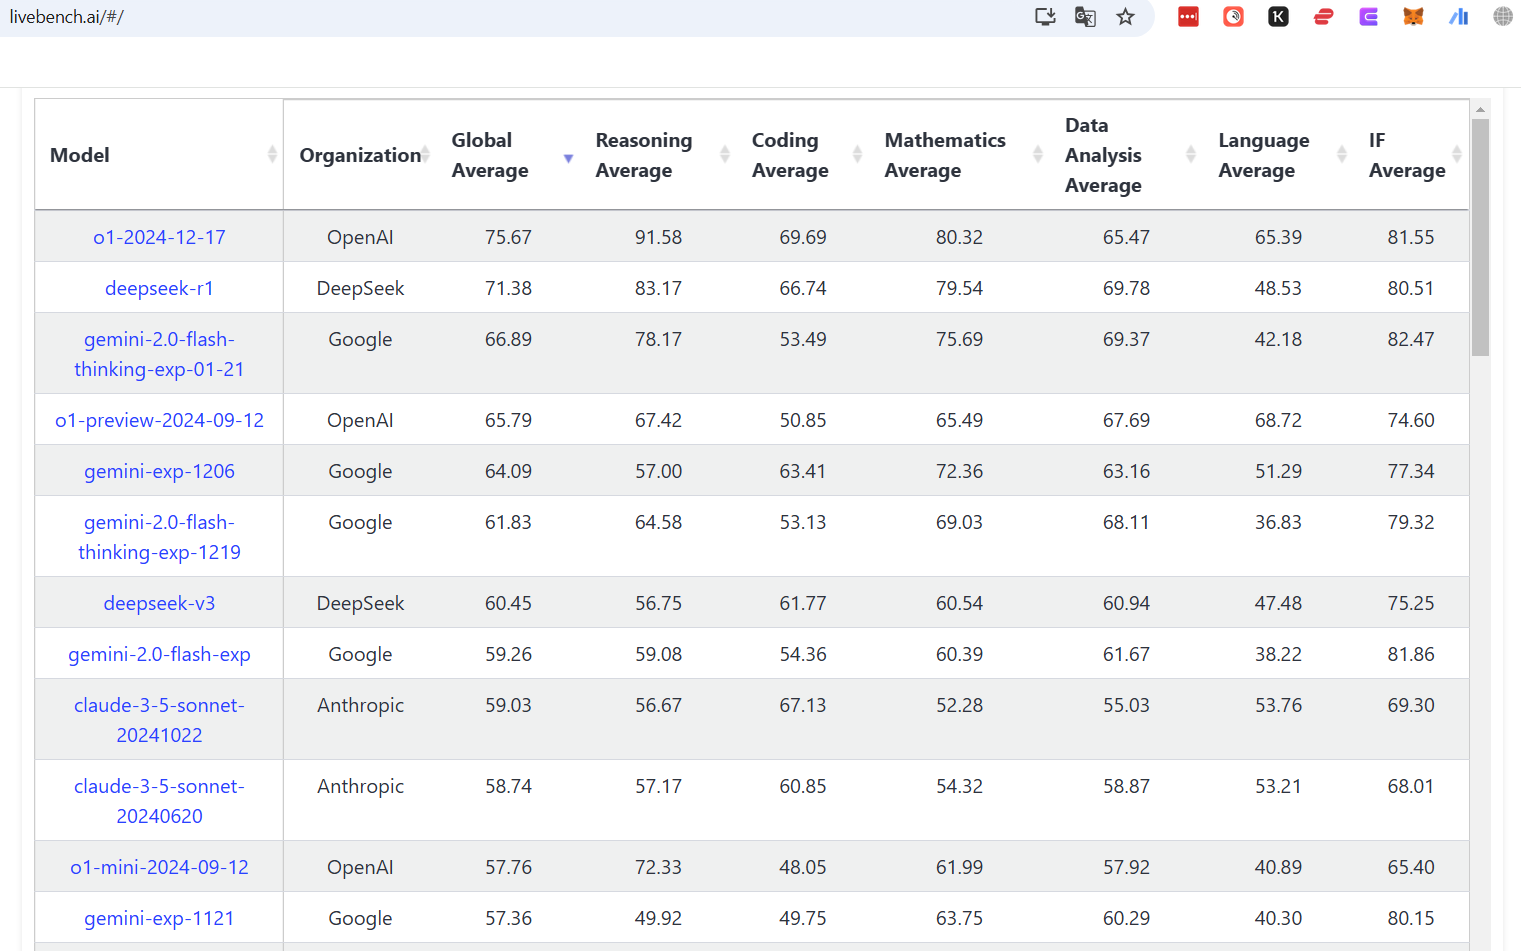 livebench.ai/#/
Model Organization Global Average Reasoning Average Coding Average Mathematics Average Data Analysis Average Language Average IF Average
o1-2024-12-17 OpenAI 75.67 91.58 69.69 80.32 65.47 65.39 81.55
deepseek-r1 DeepSeek 71.38 83.17 66.74 79.54 69.78 48.53 80.51
gemini-2.0-flash-thinking-exp-01-21 Google 66.89 78.17 53.49 75.69 69.37 42.18 82.47
o1-preview-2024-09-12 OpenAI 65.79 67.42 50.85 65.49 67.69 68.72 74.60
gemini-exp-1206 Google 64.09 57.00 63.41 72.36 63.16 51.29 77.34
gemini-2.0-flash-thinking-exp-1219 Google 61.83 64.58 53.13 69.03 68.11 36.83 79.32
deepseek-v3 DeepSeek 60.45 56.75 61.77 60.54 60.94 47.48 75.25
gemini-2.0-flash-exp Google 59.26 59.08 54.36 60.39 61.67 38.22 81.86
claude-3-5-sonnet-20241022 Anthropic 59.03 56.67 67.13 52.28 55.03 53.76 69.30
claude-3-5-sonnet-20240620 Anthropic 58.74 57.17 60.85 54.32 58.87 53.21 68.01
o1-mini-2024-09-12 OpenAI 57.76 72.33 48.05 61.99 57.92 40.89 65.40
gemini-exp-1121 Google 57.36 49.92 49.75 63.75 60.29 40.30 80.15